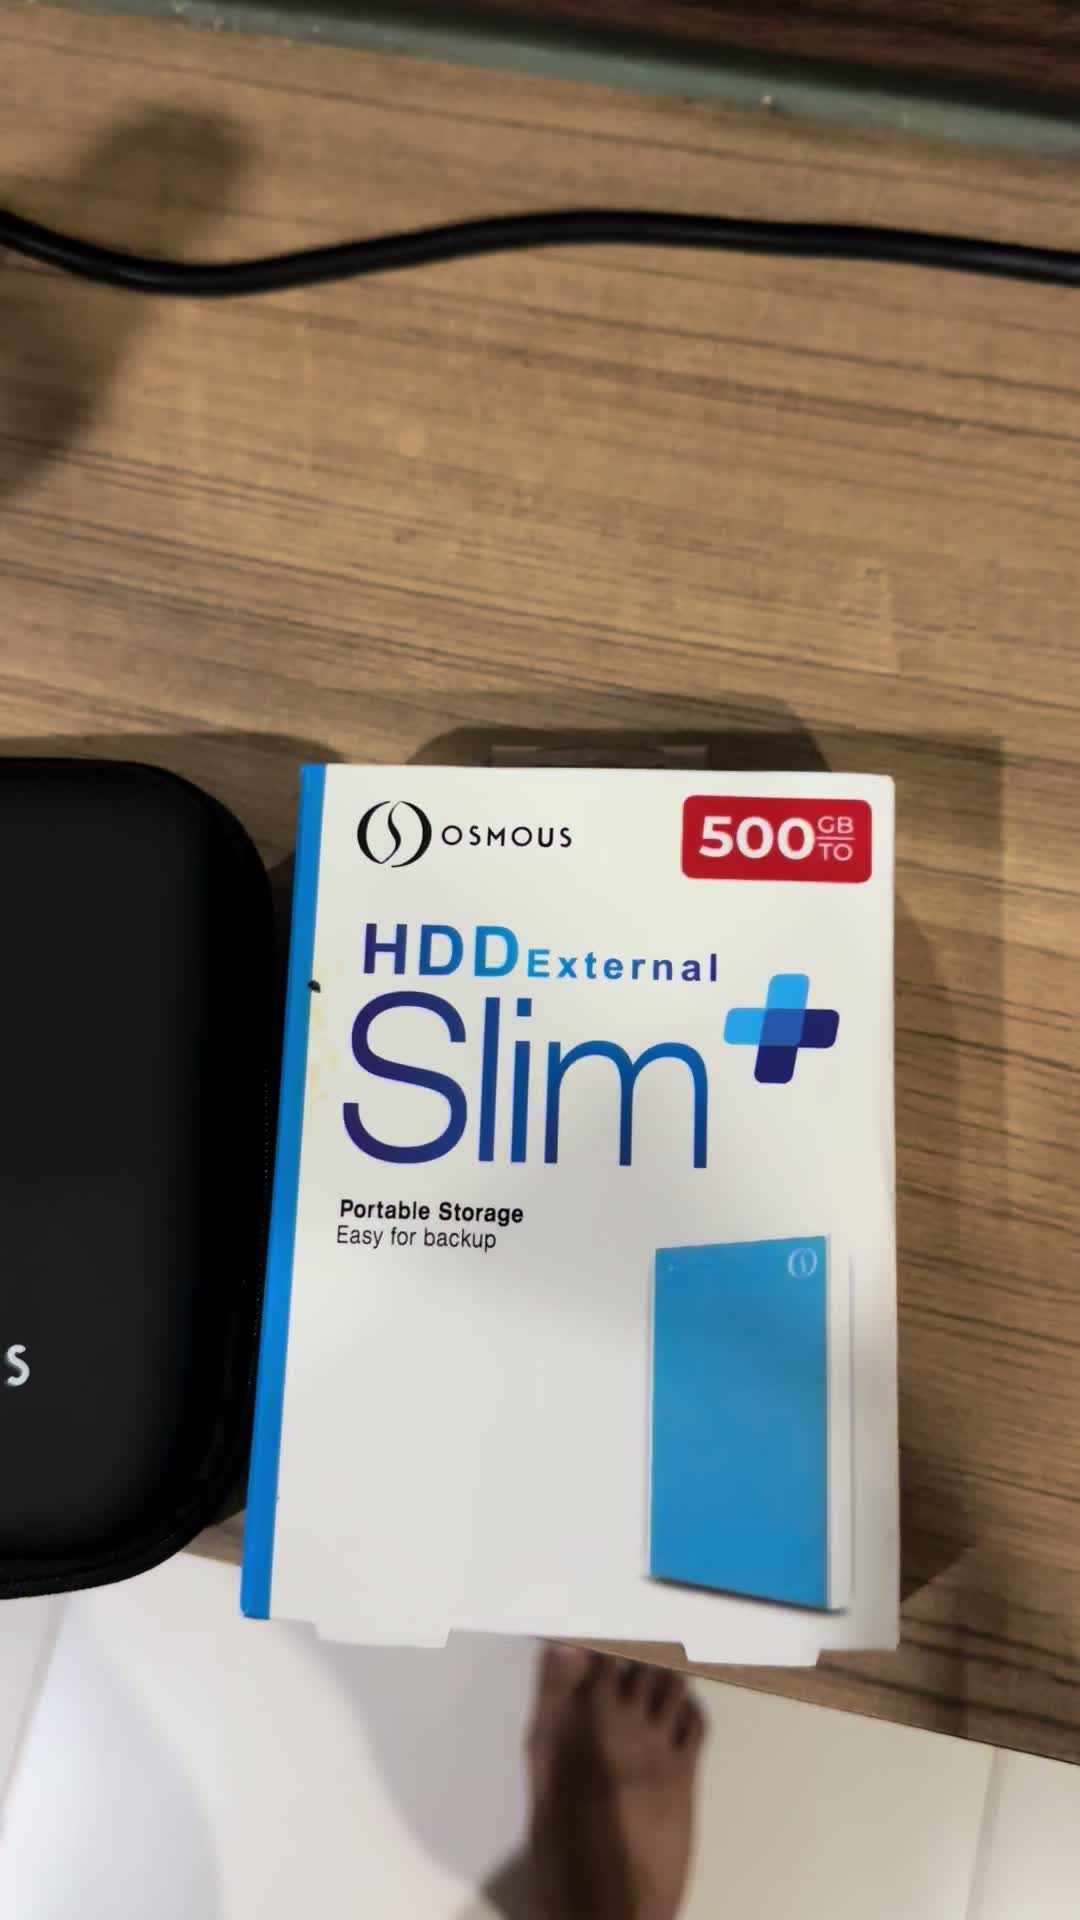 OSMOUS
500 GB
TO
HDD External
Slim+
Portable Storage
Easy for backup
S